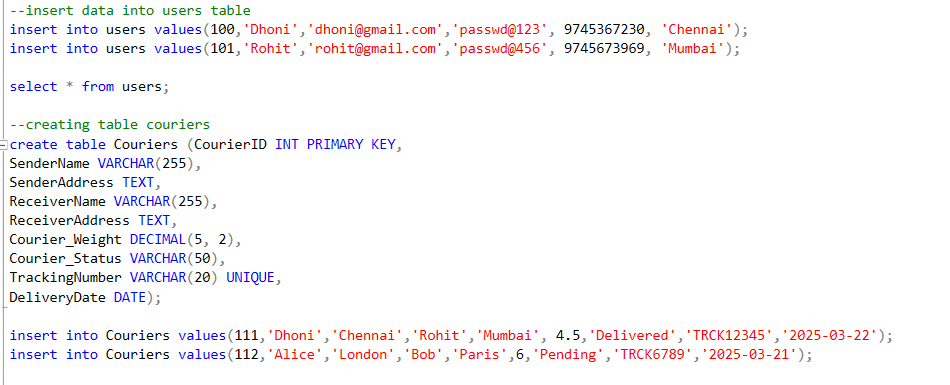 --insert data into users table
insert into users values(100,'Dhoni','dhoni@gmail.com','passwd@123', 9745367230, 'Chennai');
insert into users values(101,'Rohit','rohit@gmail.com','passwd@456', 9745673969, 'Mumbai');
select * from users;
--creating table couriers
create table Couriers (CourierID INT PRIMARY KEY,
SenderName VARCHAR(255),
SenderAddress TEXT,
ReceiverName VARCHAR(255),
ReceiverAddress TEXT,
Courier_Weight DECIMAL(5, 2),
Courier_Status VARCHAR(50),
TrackingNumber VARCHAR(20) UNIQUE,
DeliveryDate DATE);
insert into Couriers values(111,'Dhoni','Chennai','Rohit','Mumbai', 4.5,'Delivered','TRCK12345','2025-03-22');
insert into Couriers values(112,'Alice','London','Bob','Paris',6,'Pending','TRCK6789','2025-03-21');